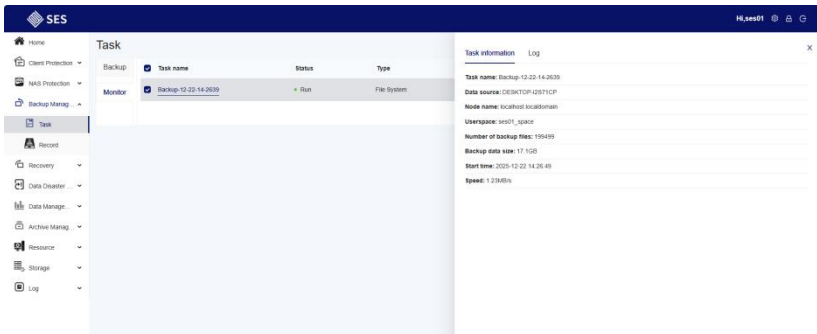 SES
Hi,ses01
Home
Client Protection
NAS Protection
Backup Manag...
Task
Record
Recovery
Data Disaster ...
Data Manage...
Archive Manag...
Resource
Storage
Log
Task
Backup
Monitor
Task name Status Type
Backup-12-22-14-2639 Run File System
Task information Log
X
Task name: Backup-12-22-14-2639
Data source: DESKTOP-I2B71CP
Node name: localhost.localdomain
Userspace: ses01_space
Number of backup files: 199499
Backup data size: 17.1GB
Start time: 2025-12-22 14:26:49
Speed: 1.23MB/s